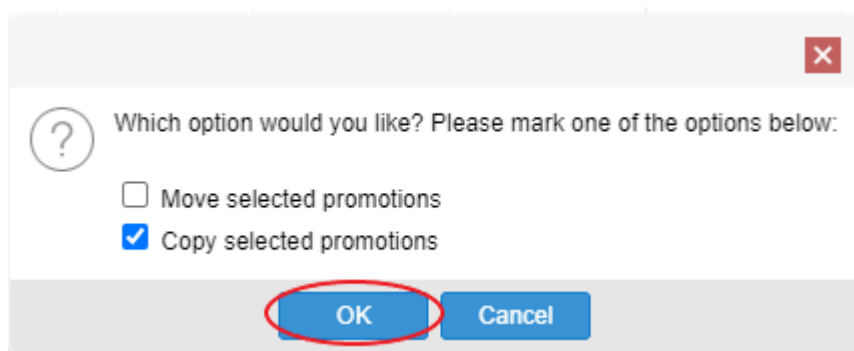 Which option would you like? Please mark one of the options below:
Move selected promotions
Copy selected promotions
OK
Cancel